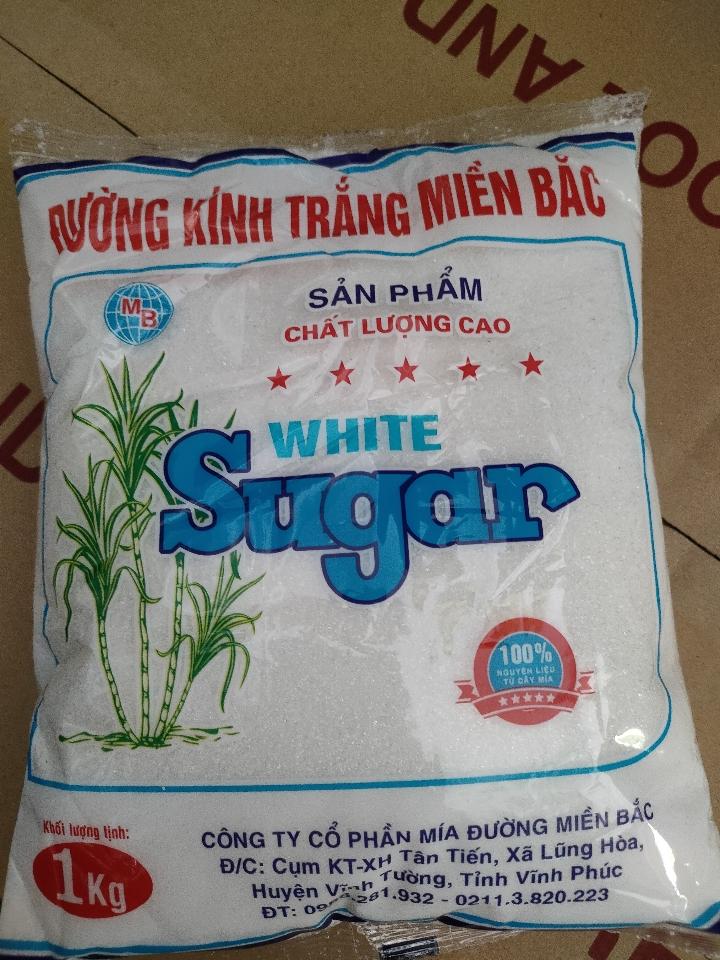 ĐƯỜNG KÍNH TRẮNG MIỀN BẮC
MB
SẢN PHẨM
CHẤT LƯỢNG CAO
WHITE
Sugar
100%
NGUYÊN LIỆU
TỪ CÂY MÍA
Khối lượng tịnh:
1Kg
CÔNG TY CỔ PHẦN MÍA ĐƯỜNG MIỀN BẮC
Đ/C: Cụm KT-XH Tân Tiến, Xã Lũng Hòa,
Huyện Vĩnh Tường, Tỉnh Vĩnh Phúc
ĐT: - 0211.3.820.223
AND